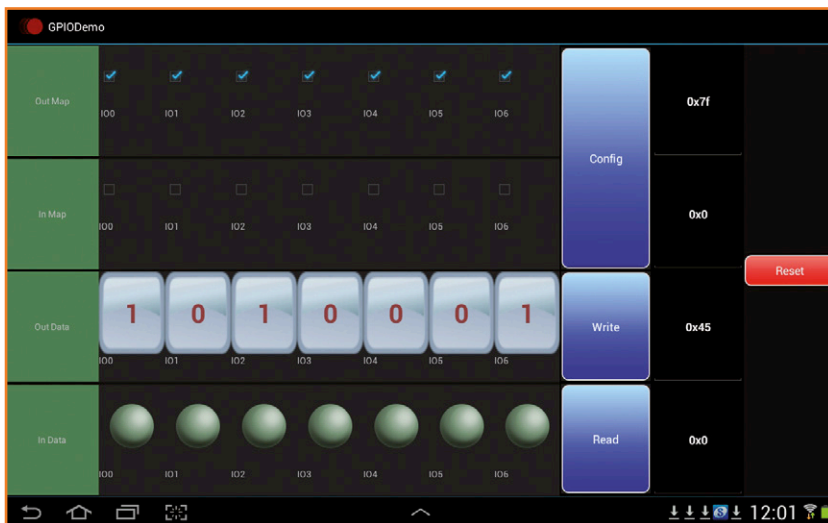 GPIODemo
Out Map
IO0 IO1 IO2 IO3 IO4 IO5 IO6
Config
0x7f
In Map
IO0 IO1 IO2 IO3 IO4 IO5 IO6
0x0
Reset
Out Data
1 0 1 0 0 0 1
IO0 IO1 IO2 IO3 IO4 IO5 IO6
Write
0x45
In Data
IO0 IO1 IO2 IO3 IO4 IO5 IO6
Read
0x0
12:01